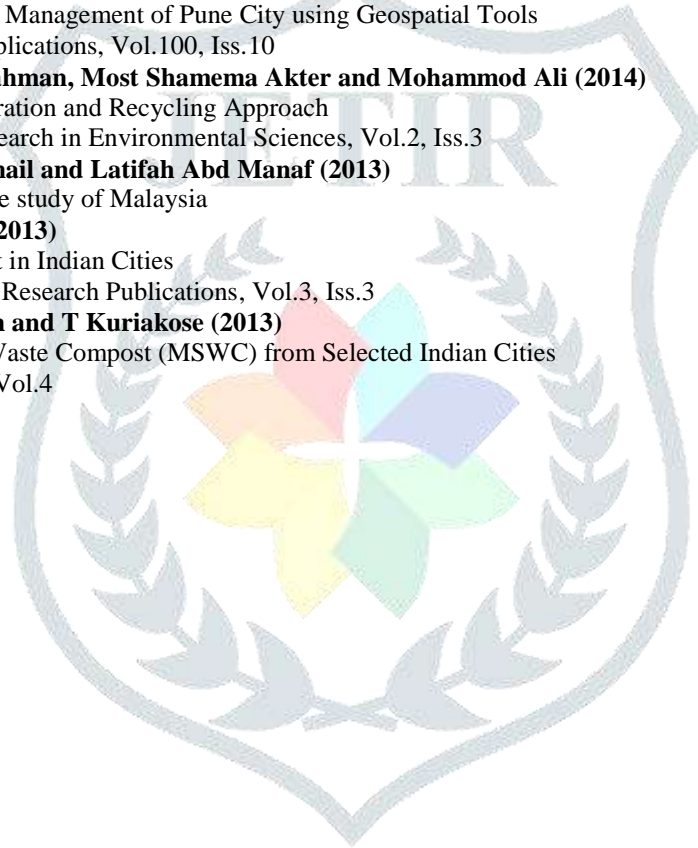 Management of Pune City using Geospatial Tools
plications, Vol.100, Iss.10
ahman, Most Shamema Akter and Mohammod Ali (2014)
ration and Recycling Approach
earch in Environmental Sciences, Vol.2, Iss.3
nail and Latifah Abd Manaf (2013)
e study of Malaysia
2013)
t in Indian Cities
Research Publications, Vol.3, Iss.3
n and T Kuriakose (2013)
Waste Compost (MSWC) from Selected Indian Cities
Vol.4
JETIR